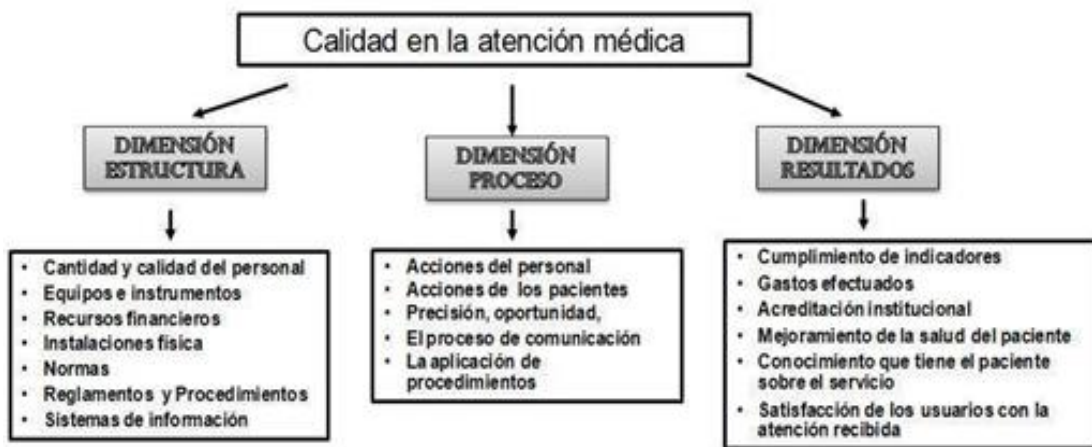 Calidad en la atención médica
DIMENSIÓN
ESTRUCTURA
DIMENSIÓN
PROCESO
DIMENSIÓN
RESULTADOS
• Cantidad y calidad del personal
• Equipos e instrumentos
• Recursos financieros
• Instalaciones física
• Normas
• Reglamentos y Procedimientos
• Sistemas de información
• Acciones del personal
• Acciones de los pacientes
• Precisión, oportunidad,
• El proceso de comunicación
• La aplicación de
procedimientos
• Cumplimiento de indicadores
• Gastos efectuados
• Acreditación institucional
• Mejoramiento de la salud del paciente
• Conocimiento que tiene el paciente
sobre el servicio
• Satisfacción de los usuarios con la
atención recibida